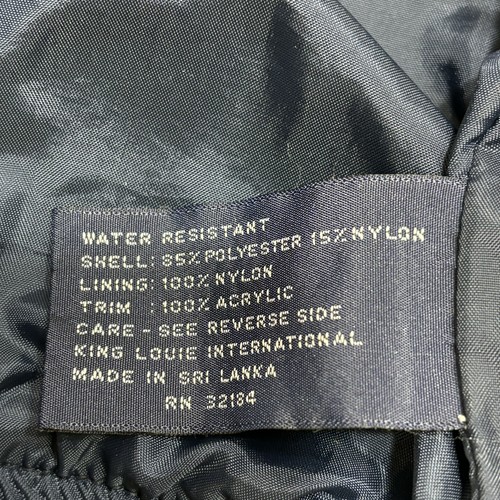 WATER RESISTANT
SHELL: 85% POLYESTER 15% NYLON
LINING: 100% NYLON
TRIM : 100% ACRYLIC
CARE - SEE REVERSE SIDE
KING LOUIE INTERNATIONAL
MADE IN SRI LANKA
RN 32184